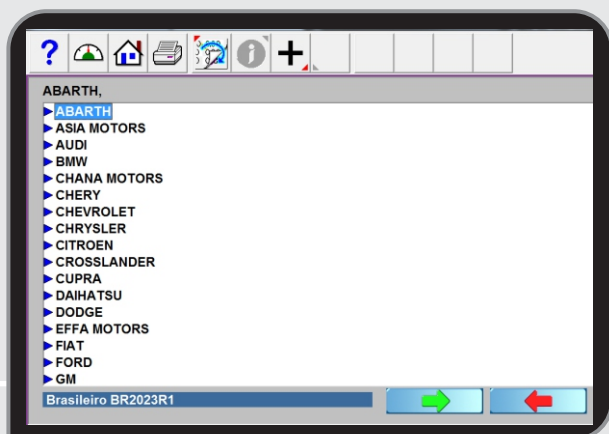 ABARTH,
ABARTH
ASIA MOTORS
AUDI
BMW
CHANA MOTORS
CHERY
CHEVROLET
CHRYSLER
CITROEN
CROSSLANDER
CUPRA
DAIHATSU
DODGE
EFFA MOTORS
FIAT
FORD
GM
Brasileiro BR2023R1